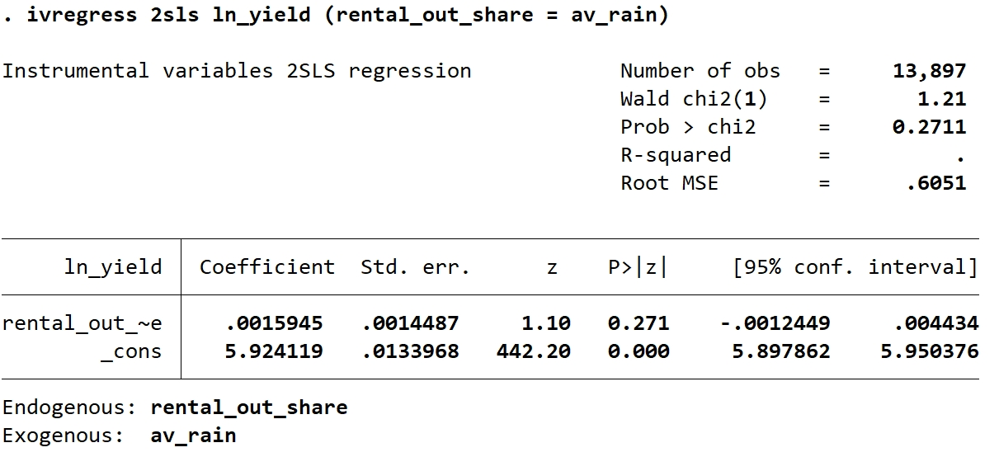 . ivregress 2sls ln_yield (rental_out_share = av_rain)
Instrumental variables 2SLS regression Number of obs = 13,897
Wald chi2(1) = 1.21
Prob > chi2 = 0.2711
R-squared = .
Root MSE = .6051
ln_yield Coefficient Std. err. z P>|z| [95% conf. interval]
rental_out_~e .0015945 .0014487 1.10 0.271 -.0012449 .004434
_cons 5.924119 .0133968 442.20 0.000 5.897862 5.950376
Endogenous: rental_out_share
Exogenous: av_rain